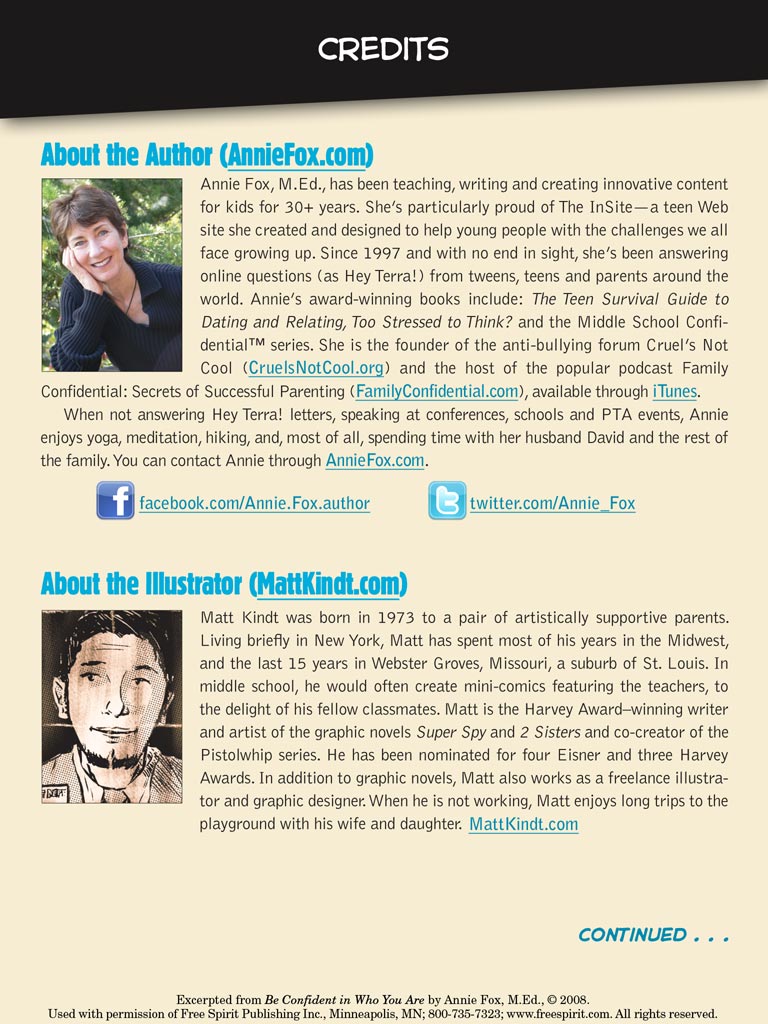 CREDITS
About the Author (AnnieFox.com)
Annie Fox, M.Ed., has been teaching, writing and creating innovative content
for kids for 30+ years. She's particularly proud of The InSite—a teen Web
site she created and designed to help young people with the challenges we all
face growing up. Since 1997 and with no end in sight, she's been answering
online questions (as Hey Terra!) from tweens, teens and parents around the
world. Annie's award-winning books include: The Teen Survival Guide to
Dating and Relating, Too Stressed to Think? and the Middle School Confi-
dential™ series. She is the founder of the anti-bullying forum Cruel's Not
Cool (CruelsNotCool.org) and the host of the popular podcast Family
Confidential: Secrets of Successful Parenting (FamilyConfidential.com), available through iTunes.
When not answering Hey Terra! letters, speaking at conferences, schools and PTA events, Annie
enjoys yoga, meditation, hiking, and, most of all, spending time with her husband David and the rest of
the family. You can contact Annie through AnnieFox.com.
facebook.com/Annie.Fox.author
twitter.com/Annie_Fox
About the Illustrator (MattKindt.com)
Matt Kindt was born in 1973 to a pair of artistically supportive parents.
Living briefly in New York, Matt has spent most of his years in the Midwest,
and the last 15 years in Webster Groves, Missouri, a suburb of St. Louis. In
middle school, he would often create mini-comics featuring the teachers, to
the delight of his fellow classmates. Matt is the Harvey Award–winning writer
and artist of the graphic novels Super Spy and 2 Sisters and co-creator of the
Pistolwhip series. He has been nominated for four Eisner and three Harvey
Awards. In addition to graphic novels, Matt also works as a freelance illustra-
tor and graphic designer. When he is not working, Matt enjoys long trips to the
playground with his wife and daughter. MattKindt.com
CONTINUED . . .
Excerpted from Be Confident in Who You Are by Annie Fox, M.Ed., © 2008.
Used with permission of Free Spirit Publishing Inc., Minneapolis, MN; 800-735-7323; www.freespirit.com. All rights reserved.